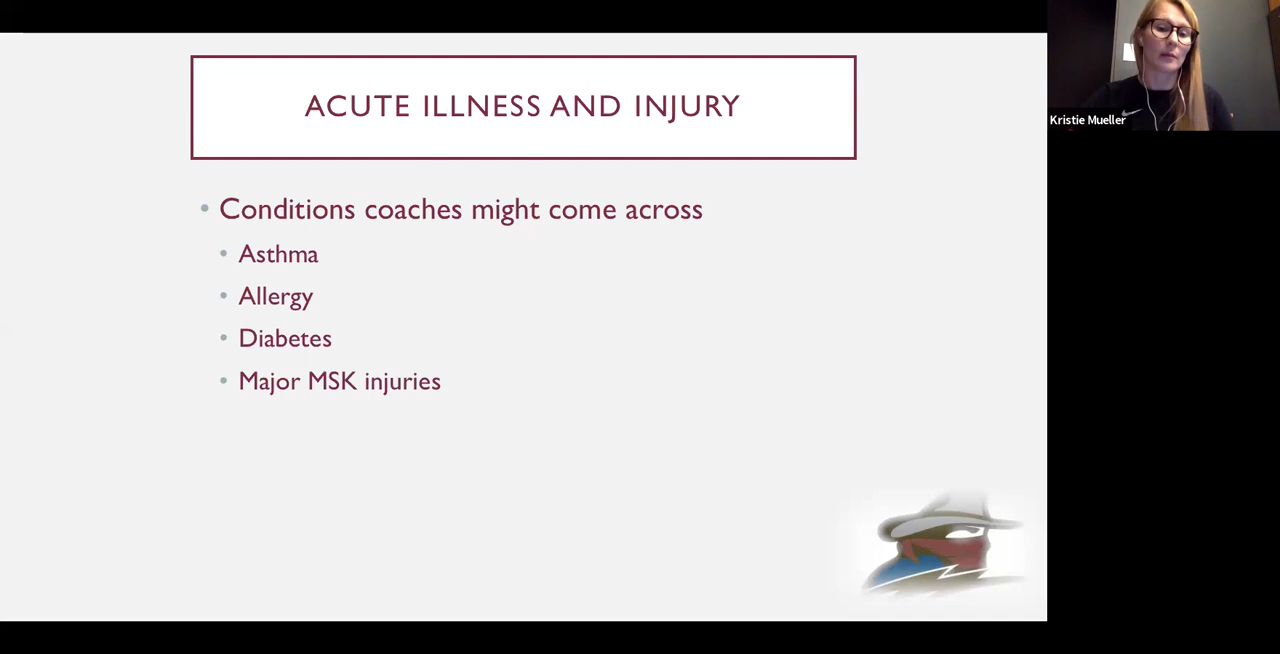 ACUTE ILLNESS AND INJURY
• Conditions coaches might come across
• Asthma
• Allergy
• Diabetes
• Major MSK injuries
Kristie Mueller